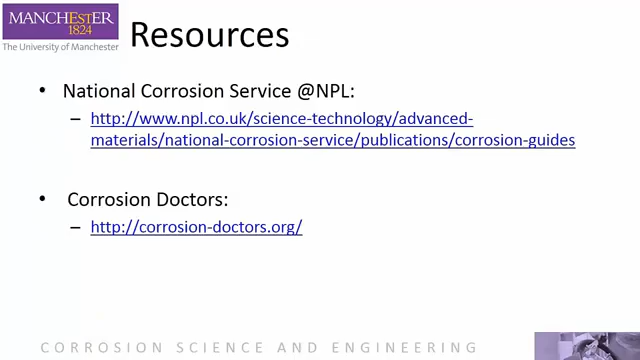 MANCHESTER
1824
The University of Manchester
Resources
• National Corrosion Service @NPL:
– http://www.npl.co.uk/science-technology/advanced-
materials/national-corrosion-service/publications/corrosion-guides
• Corrosion Doctors:
– http://corrosion-doctors.org/
CORROSION SCIENCE AND ENGINEERING